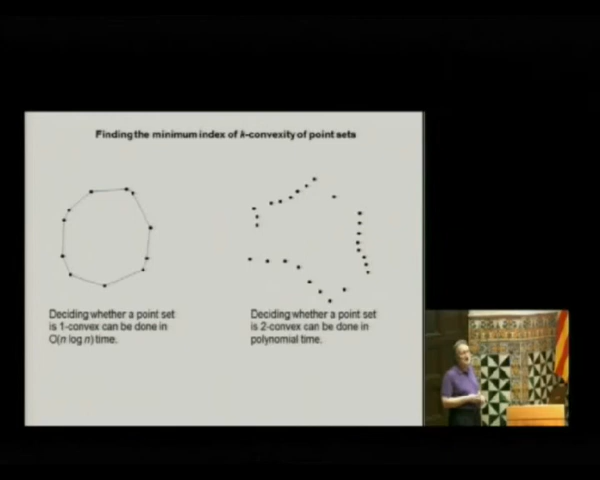 Finding the minimum index of k-convexity of point sets
Deciding whether a point set
is 1-convex can be done in
O(n log n) time.
Deciding whether a point set
is 2-convex can be done in
polynomial time.